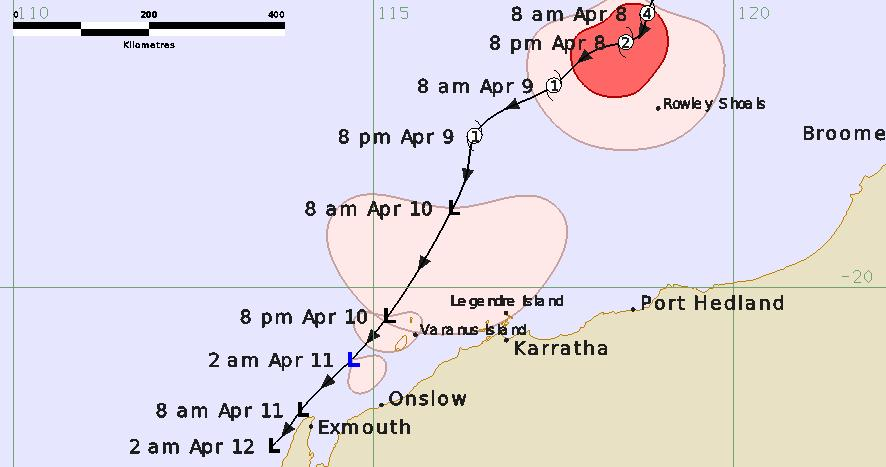 110
115
120
0
200
400
Kilometres
8 am Apr 8
4
8 pm Apr 8
2
8 am Apr 9
1
Rowley Shoals
8 pm Apr 9
1
Broome
8 am Apr 10
L
-20
Legendre Island
Port Hedland
8 pm Apr 10
L
Varanus Island
Karratha
2 am Apr 11
L
Onslow
8 am Apr 11
L
Exmouth
2 am Apr 12
L